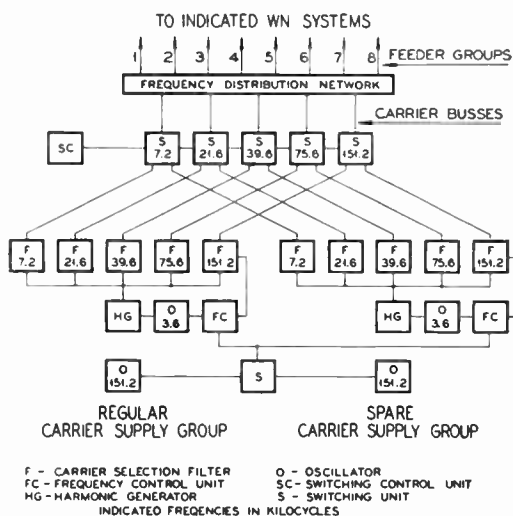 TO INDICATED WN SYSTEMS
1 2 3 4 5 6 7 8
FEEDER GROUPS
FREQUENCY DISTRIBUTION NETWORK
CARRIER BUSSES
SC
S 7.2
S 21.6
S 39.6
S 75.6
S 151.2
F 7.2
F 21.6
F 39.6
F 75.6
F 151.2
F 7.2
F 21.6
F 39.6
F 75.6
F 151.2
HG
O 3.6
FC
HG
O 3.6
FC
O 151.2
S
O 151.2
REGULAR
CARRIER SUPPLY GROUP
SPARE
CARRIER SUPPLY GROUP
F - CARRIER SELECTION FILTER
FC - FREQUENCY CONTROL UNIT
HG - HARMONIC GENERATOR
O - OSCILLATOR
SC - SWITCHING CONTROL UNIT
S - SWITCHING UNIT
INDICATED FREQENCIES IN KILOCYCLES